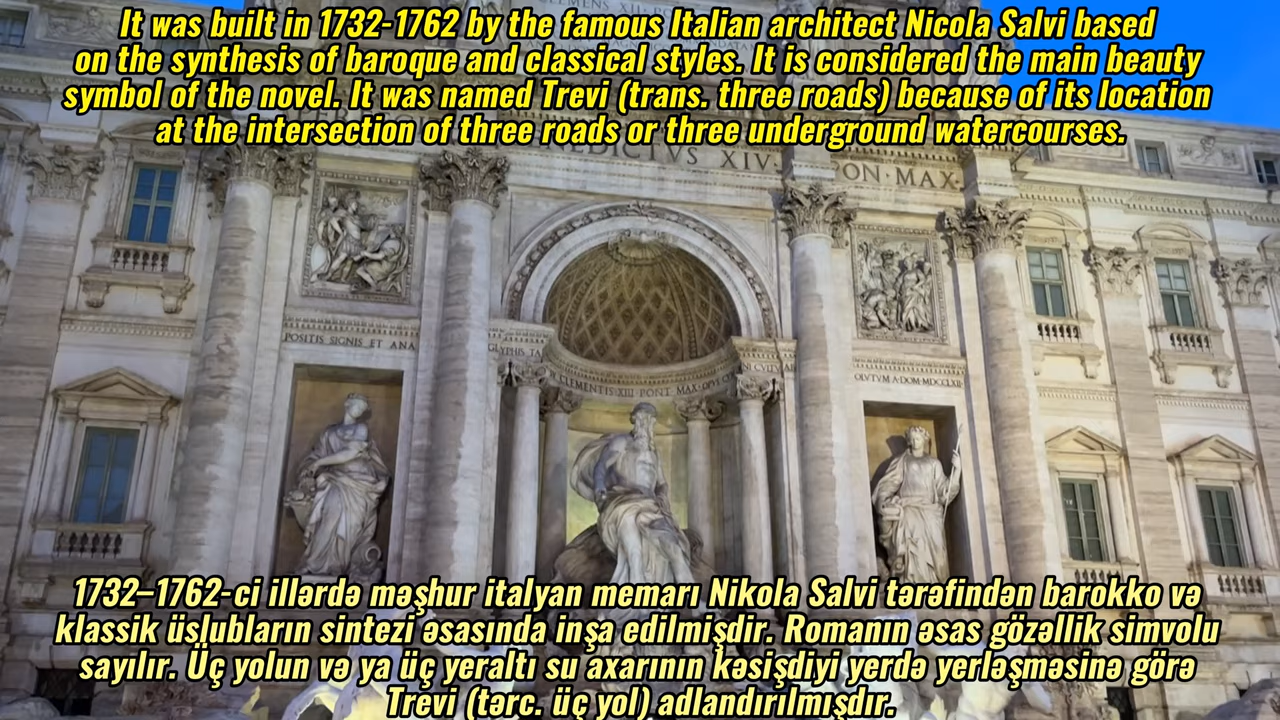 It was built in 1732-1762 by the famous Italian architect Nicola Salvi based
on the synthesis of baroque and classical styles. It is considered the main beauty
symbol of the novel. It was named Trevi (trans. three roads) because of its location
at the intersection of three roads or three underground watercourses.
CLEMENS XII
DICTVS XIV
PON·MAX·
POSITIS SIGNIS ET ANA
GLYPHIS TA
CLEMENTIS XIII PONT MAX
OLVTVM A·DOM·MDCCLXII
1732–1762-ci illərdə məşhur italyan memarı Nikola Salvi tərəfindən barokko və
klassik üslubların sintezi əsasında inşa edilmişdir. Romanın əsas gözəllik simvolu
sayılır. Üç yolun və ya üç yeraltı su axarının kəsişdiyi yerdə yerləşməsinə görə
Trevi (tərc. üç yol) adlandırılmışdır.